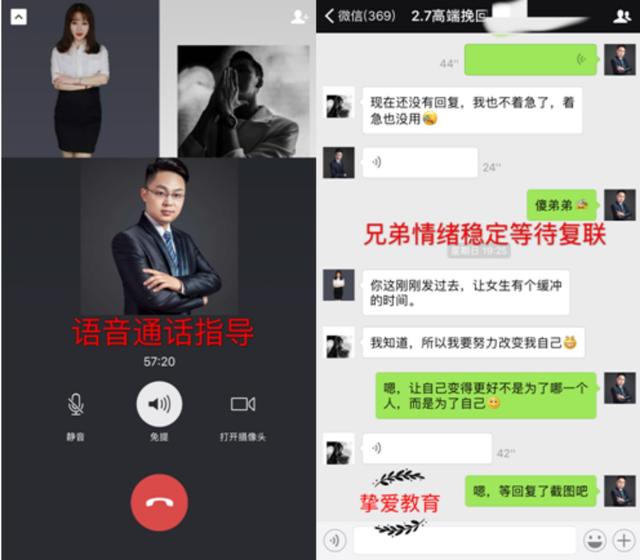 语音通话指导
57:20
静音
免提
打开摄像头
微信(369)
2.7高端挽回
44"
现在还没有回复，我也不着急了，着
急也没用
24"
傻弟弟
兄弟情绪稳定等待复联
星期日 19:25
你这刚刚发过去，让女生有个缓冲
的时间。
我知道，所以我要努力改变我自己
嗯，让自己变得更好不是为了哪一个
人，而是为了自己
42"
挚爱教育
嗯，等回复了截图吧